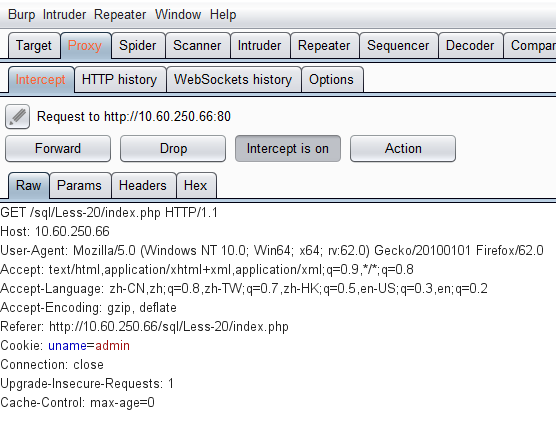 Burp Intruder Repeater Window Help
Target Proxy Spider Scanner Intruder Repeater Sequencer Decoder Compar
Intercept HTTP history WebSockets history Options
Request to http://10.60.250.66:80
Forward Drop Intercept is on Action
Raw Params Headers Hex
GET /sql/Less-20/index.php HTTP/1.1
Host: 10.60.250.66
User-Agent: Mozilla/5.0 (Windows NT 10.0; Win64; x64; rv:62.0) Gecko/20100101 Firefox/62.0
Accept: text/html,application/xhtml+xml,application/xml;q=0.9,*/*;q=0.8
Accept-Language: zh-CN,zh;q=0.8,zh-TW;q=0.7,zh-HK;q=0.5,en-US;q=0.3,en;q=0.2
Accept-Encoding: gzip, deflate
Referer: http://10.60.250.66/sql/Less-20/index.php
Cookie: uname=admin
Connection: close
Upgrade-Insecure-Requests: 1
Cache-Control: max-age=0